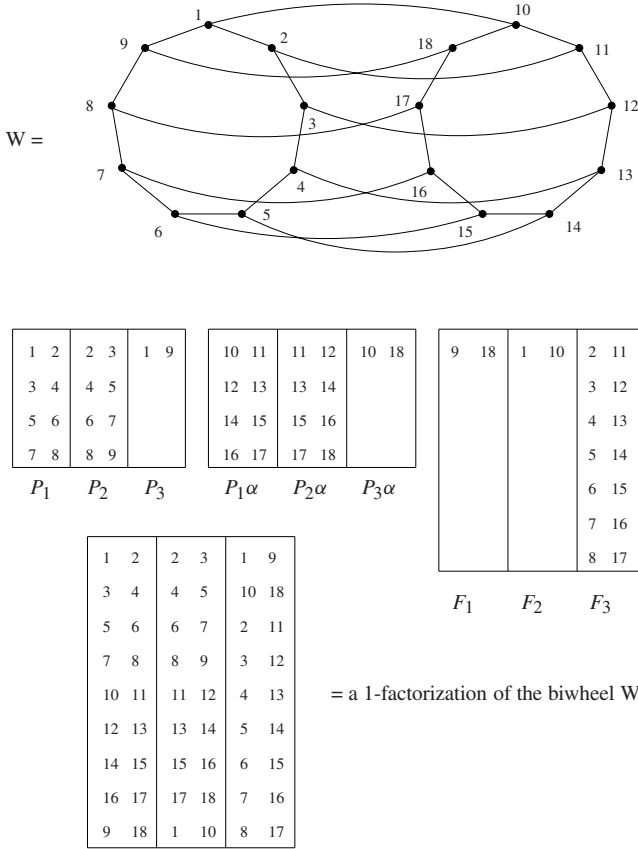 1 10
9 2 18 11
8 3 17 12
W =
7 4 16 13
6 5 15 14
1 2 2 3 1 9 10 11 11 12 10 18 9 18 1 10 2 11
3 4 4 5 12 13 13 14 3 12
5 6 6 7 14 15 15 16 4 13
7 8 8 9 16 17 17 18 5 14
P1 P2 P3 P1α P2α P3α 6 15
7 16
8 17
F1 F2 F3
1 2 2 3 1 9
3 4 4 5 10 18
5 6 6 7 2 11
7 8 8 9 3 12
10 11 11 12 4 13 = a 1-factorization of the biwheel W
12 13 13 14 5 14
14 15 15 16 6 15
16 17 17 18 7 16
9 18 1 10 8 17